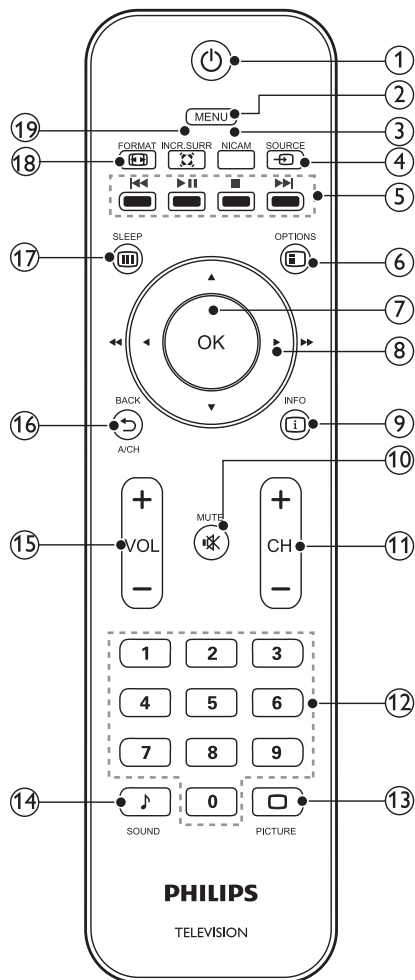 1
2
MENU
19
3
FORMAT INCR.SURR NICAM SOURCE
18
4
5
SLEEP
OPTIONS
17
6
7
OK
8
BACK
INFO
i
16
9
A/CH
10
+
+
MUTE
15
VOL
CH
11
−
−
1 2 3
4 5 6
12
7 8 9
14
0
13
SOUND
PICTURE
PHILIPS
TELEVISION